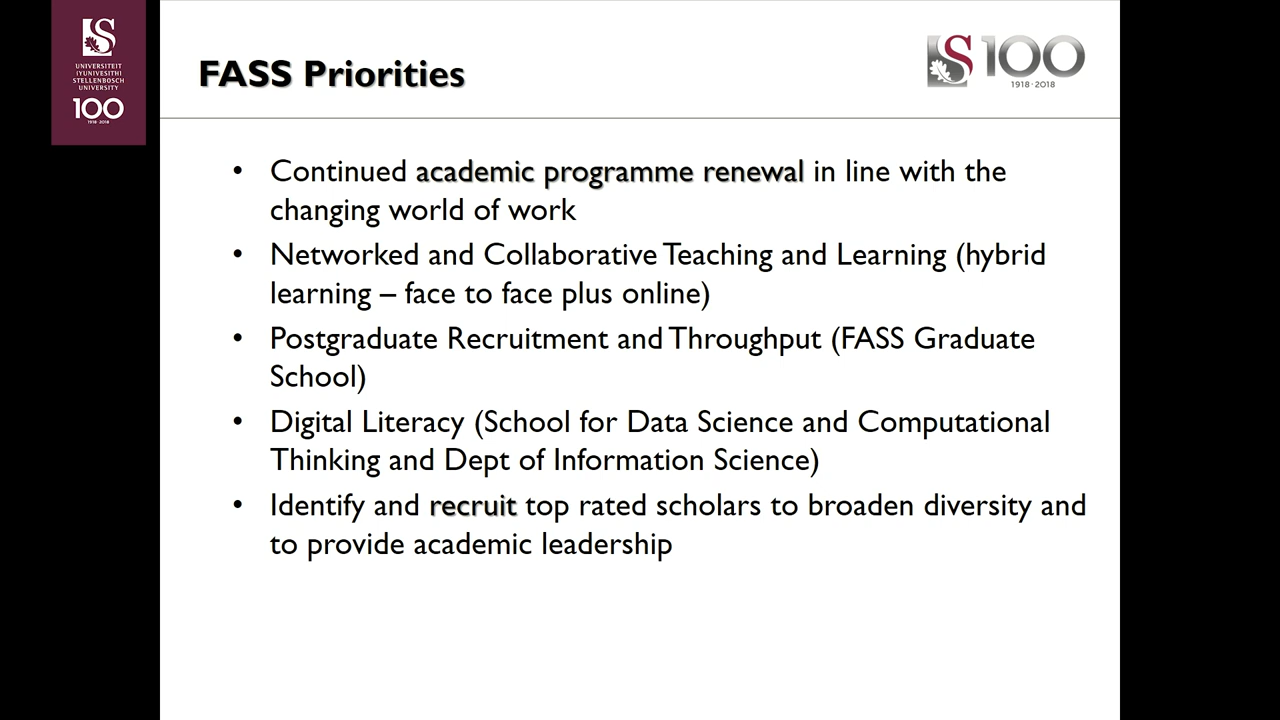 UNIVERSITEIT
IYUNIVESITHI
STELLENBOSCH
UNIVERSITY
100
1918 · 2018
FASS Priorities
S100
1918 · 2018
• Continued academic programme renewal in line with the
changing world of work
• Networked and Collaborative Teaching and Learning (hybrid
learning – face to face plus online)
• Postgraduate Recruitment and Throughput (FASS Graduate
School)
• Digital Literacy (School for Data Science and Computational
Thinking and Dept of Information Science)
• Identify and recruit top rated scholars to broaden diversity and
to provide academic leadership